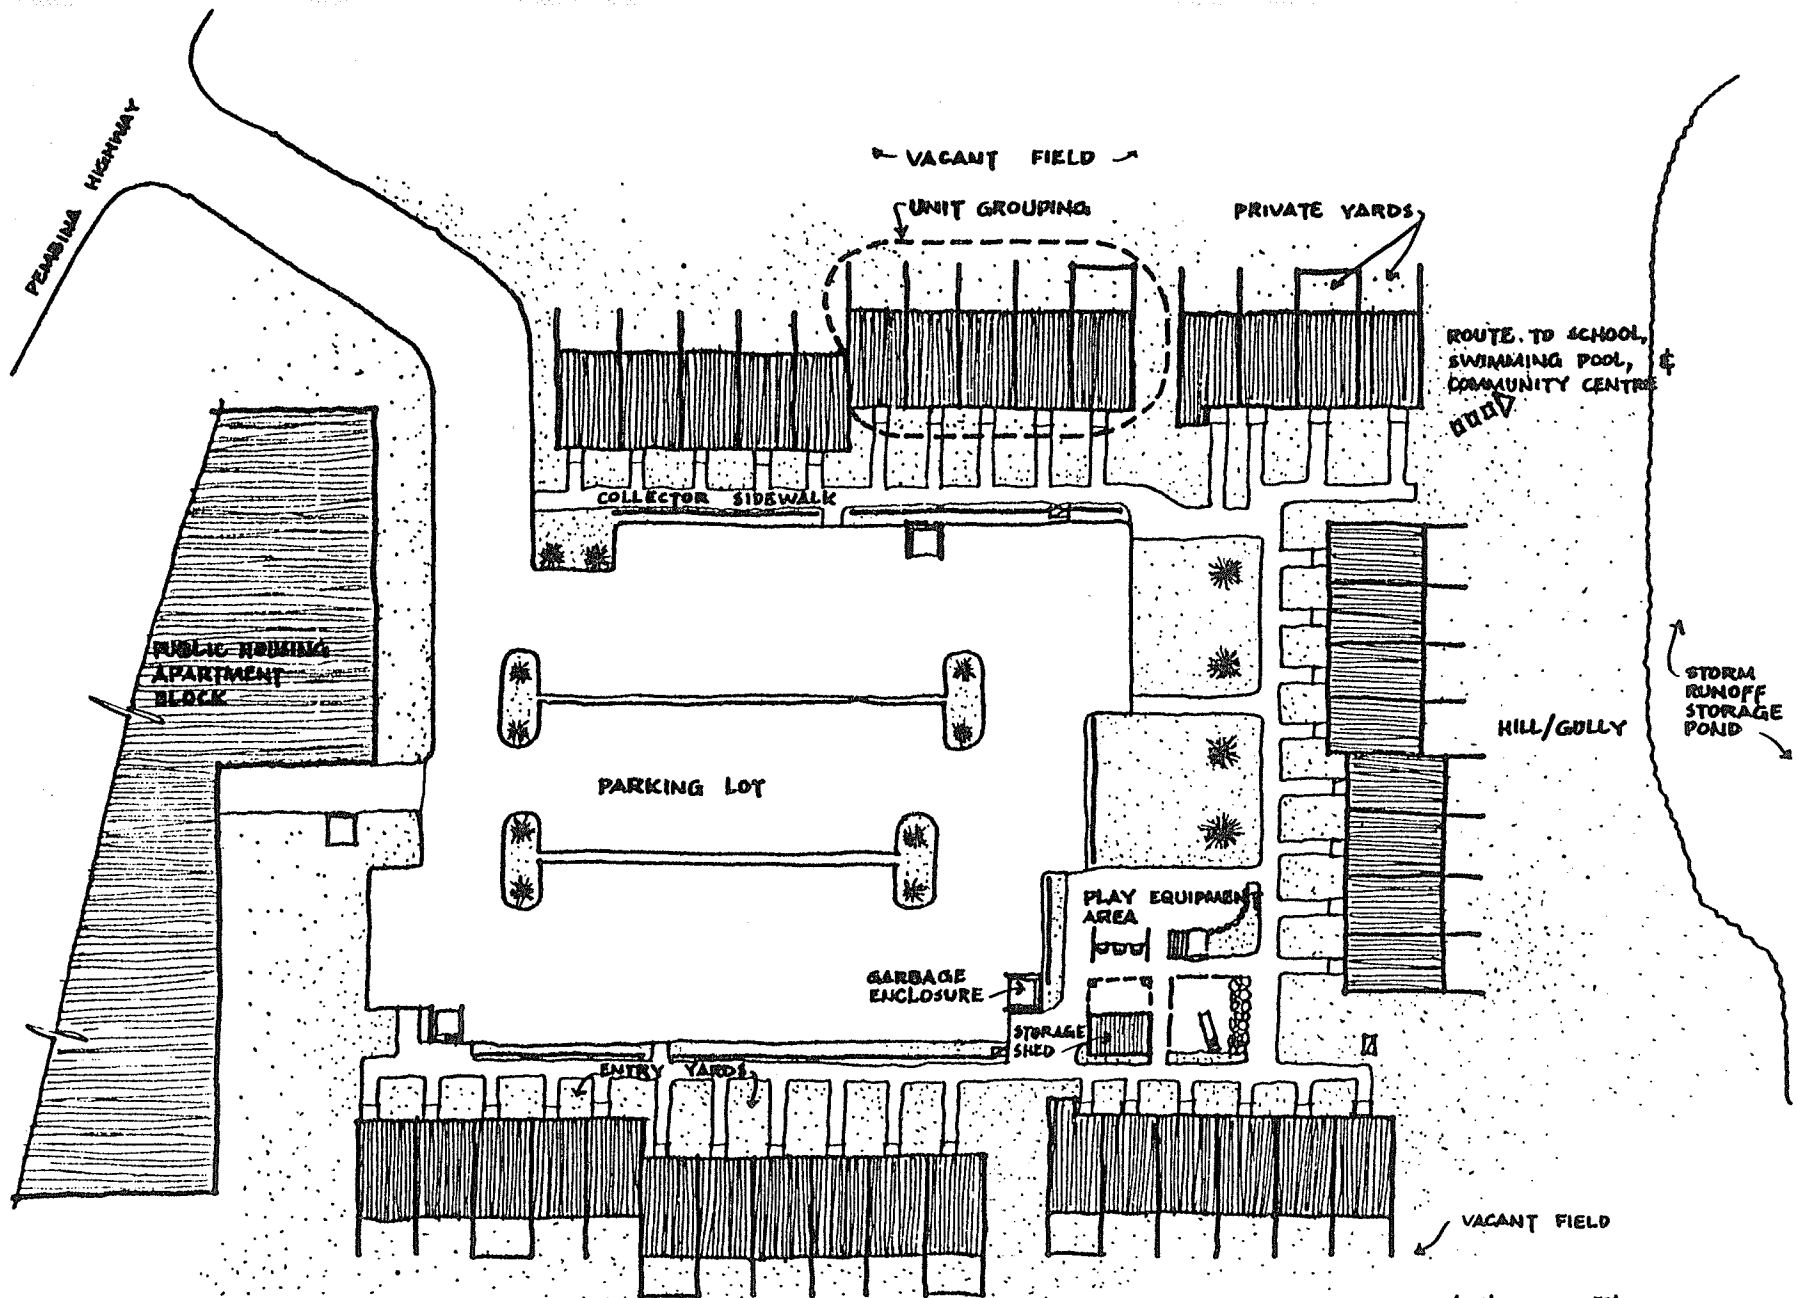 PEMBINA HIGHWAY
VACANT FIELD
UNIT GROUPING
PRIVATE YARDS
ROUTE TO SCHOOL,
SWIMMING POOL, &
COMMUNITY CENTRE
COLLECTOR SIDEWALK
PUBLIC HOUSING
APARTMENT
BLOCK
STORM
RUNOFF
STORAGE
POND
HILL/GULLY
PARKING LOT
PLAY EQUIPMENT
AREA
GARBAGE
ENCLOSURE
STORAGE
SHED
ENTRY YARDS
VACANT FIELD